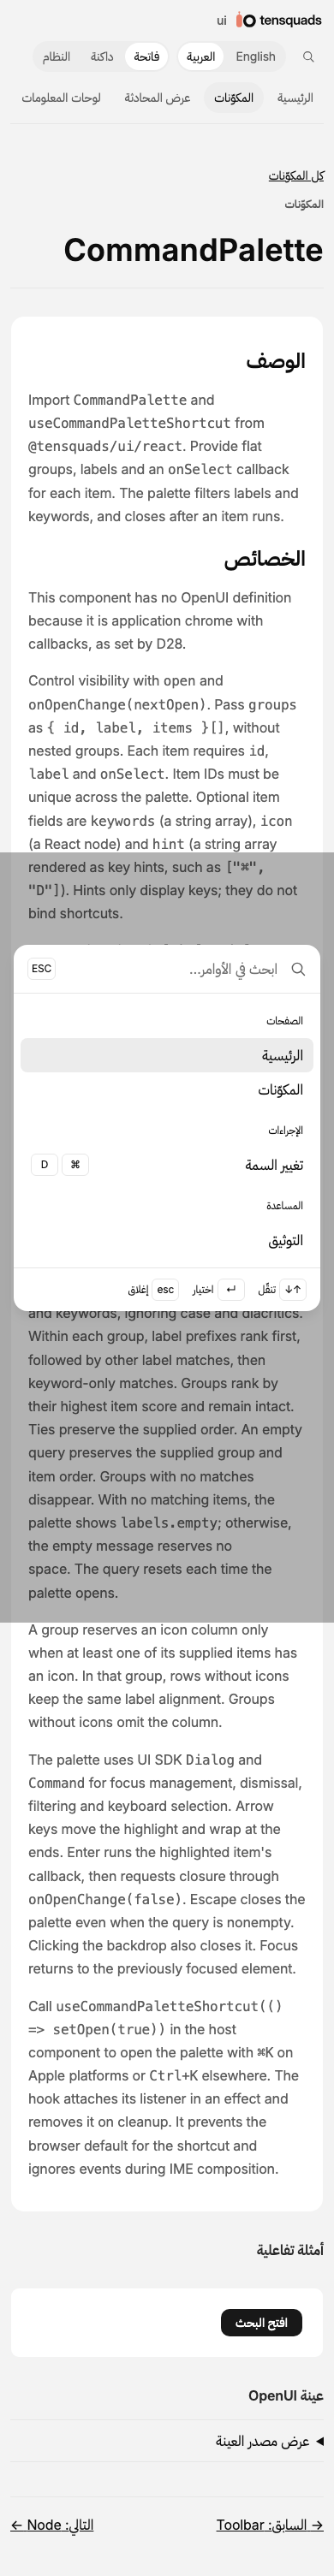 tensquads ui
English العربية فاتحة داكنة النظام
الرئيسية المكوّنات عرض المحادثة لوحات المعلومات
كل المكوّنات
المكوّنات
CommandPalette
الوصف
Import CommandPalette and
useCommandPaletteShortcut from
@tensquads/ui/react. Provide flat
groups, labels and an onSelect callback
for each item. The palette filters labels and
keywords, and closes after an item runs.
الخصائص
This component has no OpenUI definition
because it is application chrome with
callbacks, as set by D28.
Control visibility with open and
onOpenChange(nextOpen). Pass groups
as { id, label, items }[], without
nested groups. Each item requires id,
label and onSelect. Item IDs must be
unique across the palette. Optional item
fields are keywords (a string array), icon
(a React node) and hint (a string array
rendered as key hints, such as ["⌘",
"D"]). Hints only display keys; they do not
bind shortcuts.
ابحث في الأوامر... ESC
الصفحات
الرئيسية
المكوّنات
الإجراءات
تغيير السمة ⌘ D
المساعدة
التوثيق
↑↓ تنقّل ↵ اختيار esc إغلاق
and keywords, ignoring case and diacritics.
Within each group, label prefixes rank first,
followed by other label matches, then
keyword-only matches. Groups rank by
their highest item score and remain intact.
Ties preserve the supplied order. An empty
query preserves the supplied group and
item order. Groups with no matches
disappear. With no matching items, the
palette shows labels.empty; otherwise,
the empty message reserves no
space. The query resets each time the
palette opens.
A group reserves an icon column only
when at least one of its supplied items has
an icon. In that group, rows without icons
keep the same label alignment. Groups
without icons omit the column.
The palette uses UI SDK Dialog and
Command for focus management, dismissal,
filtering and keyboard selection. Arrow
keys move the highlight and wrap at the
ends. Enter runs the highlighted item's
callback, then requests closure through
onOpenChange(false). Escape closes the
palette even when the query is nonempty.
Clicking the backdrop also closes it. Focus
returns to the previously focused element.
Call useCommandPaletteShortcut(()
=> setOpen(true)) in the host
component to open the palette with ⌘K on
Apple platforms or Ctrl+K elsewhere. The
hook attaches its listener in an effect and
removes it on cleanup. It prevents the
browser default for the shortcut and
ignores events during IME composition.
أمثلة تفاعلية
افتح البحث
عينة OpenUI
◀ عرض مصدر العينة
→ السابق: Toolbar
التالي: Node ←